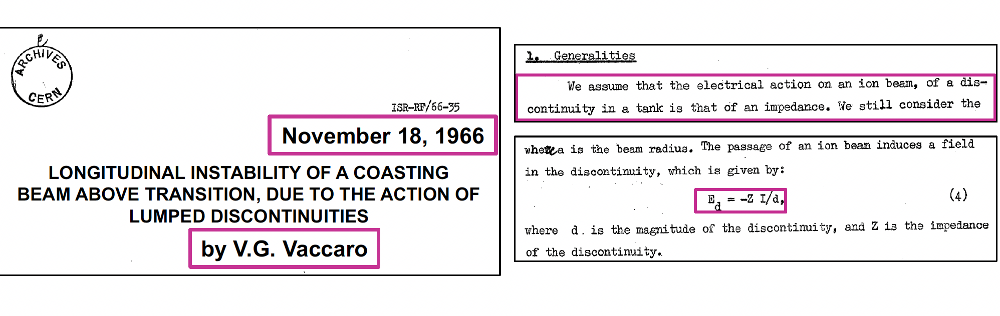 ARCHIVES
CERN
ISR-RF/66-35
November 18, 1966
LONGITUDINAL INSTABILITY OF A COASTING
BEAM ABOVE TRANSITION, DUE TO THE ACTION OF
LUMPED DISCONTINUITIES
by V.G. Vaccaro
1. Generalities
We assume that the electrical action on an ion beam, of a dis-
continuity in a tank is that of an impedance. We still consider the
where a is the beam radius. The passage of an ion beam induces a field
in the discontinuity, which is given by:
E_d = -Z I/d, (4)
where d. is the magnitude of the discontinuity, and Z is the impedance
of the discontinuity.